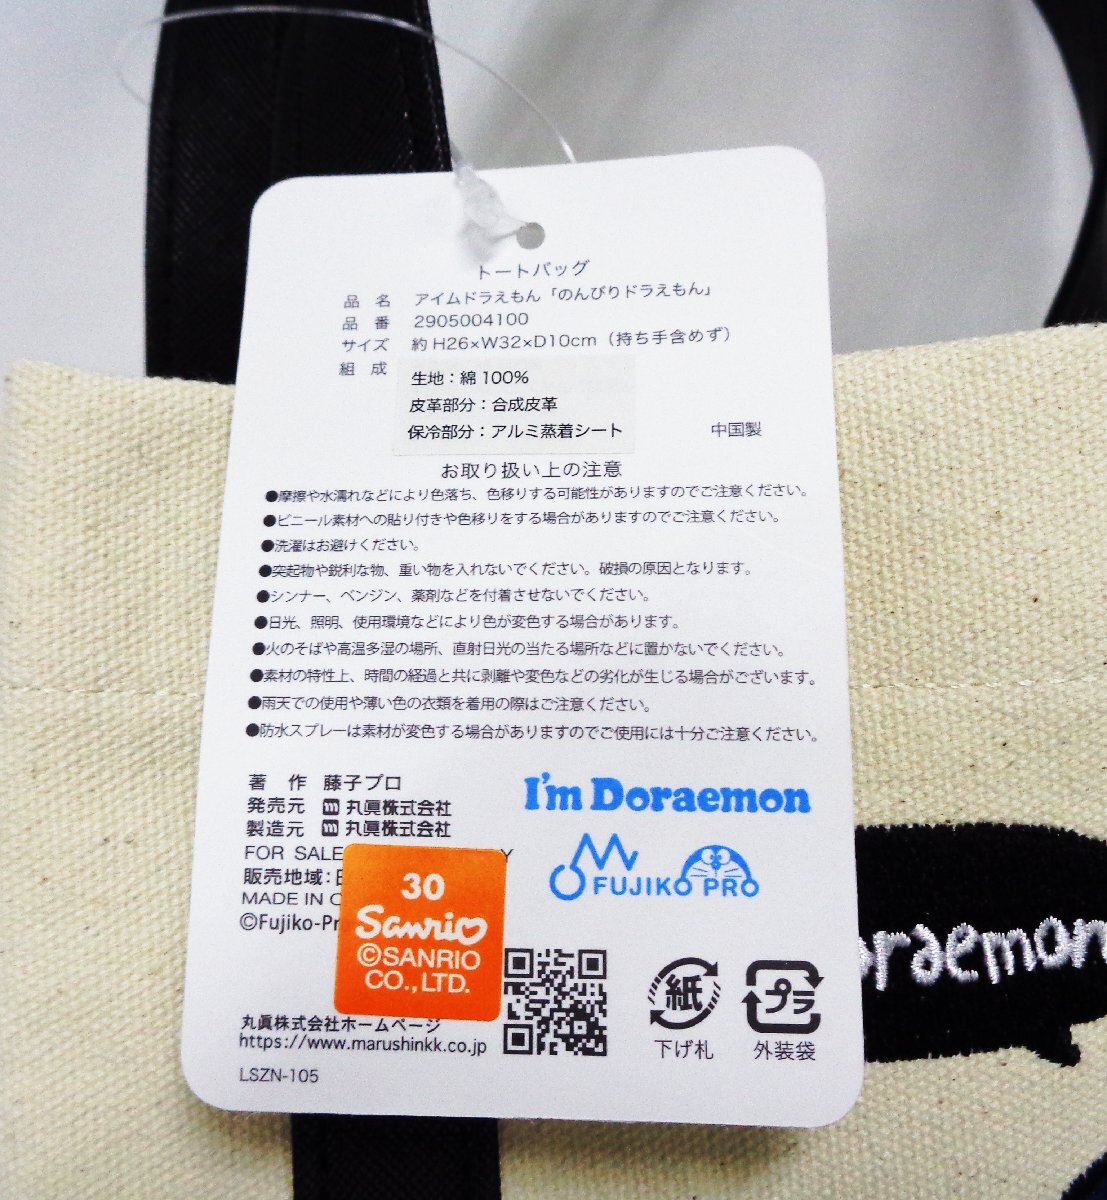 トートバッグ
品 名 アイムドラえもん「のんびりドラえもん」
品 番 2905004100
サイズ 約 H26×W32×D10cm(持ち手含めず)
組 成 生地:綿100%
皮革部分:合成皮革
保冷部分:アルミ蒸着シート 中国製
お取り扱い上の注意
●摩擦や水濡れなどにより色落ち、色移りする可能性がありますのでご注意ください。
●ビニール素材への貼り付きや色移りをする場合がありますのでご注意ください。
●洗濯はお避けください。
●突起物や鋭利な物、重い物を入れないでください。破損の原因となります。
●シンナー、ベンジン、薬剤などを付着させないでください。
●日光、照明、使用環境などにより色が変色する場合があります。
●火のそばや高温多湿の場所、直射日光の当たる場所などに置かないでください。
●素材の特性上、時間の経過と共に剥離や変色などの劣化が生じる場合がございます。
●雨天での使用や薄い色の衣類を着用の際はご注意ください。
●防水スプレーは素材が変色する場合がありますのでご使用には十分ご注意ください。
著 作 藤子プロ
発売元 m 丸眞株式会社
製造元 m 丸眞株式会社
FOR SALE
販売地域:
MADE IN
©Fujiko-Pr
I'm Doraemon
FUJIKO PRO
30
Sanrio
©SANRIO
CO.,LTD.
丸眞株式会社ホームページ
https://www.marushinkk.co.jp
LSZN-105
紙
下げ札
プラ
外装袋
oraemon